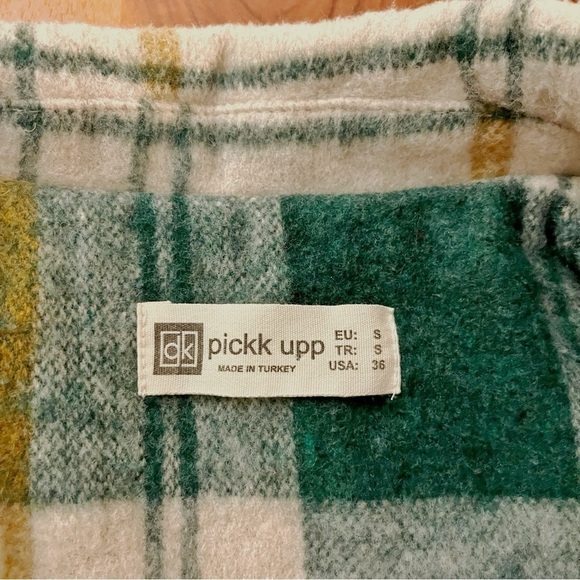 dk pickk upp
MADE IN TURKEY
EU: S
TR: S
USA: 36